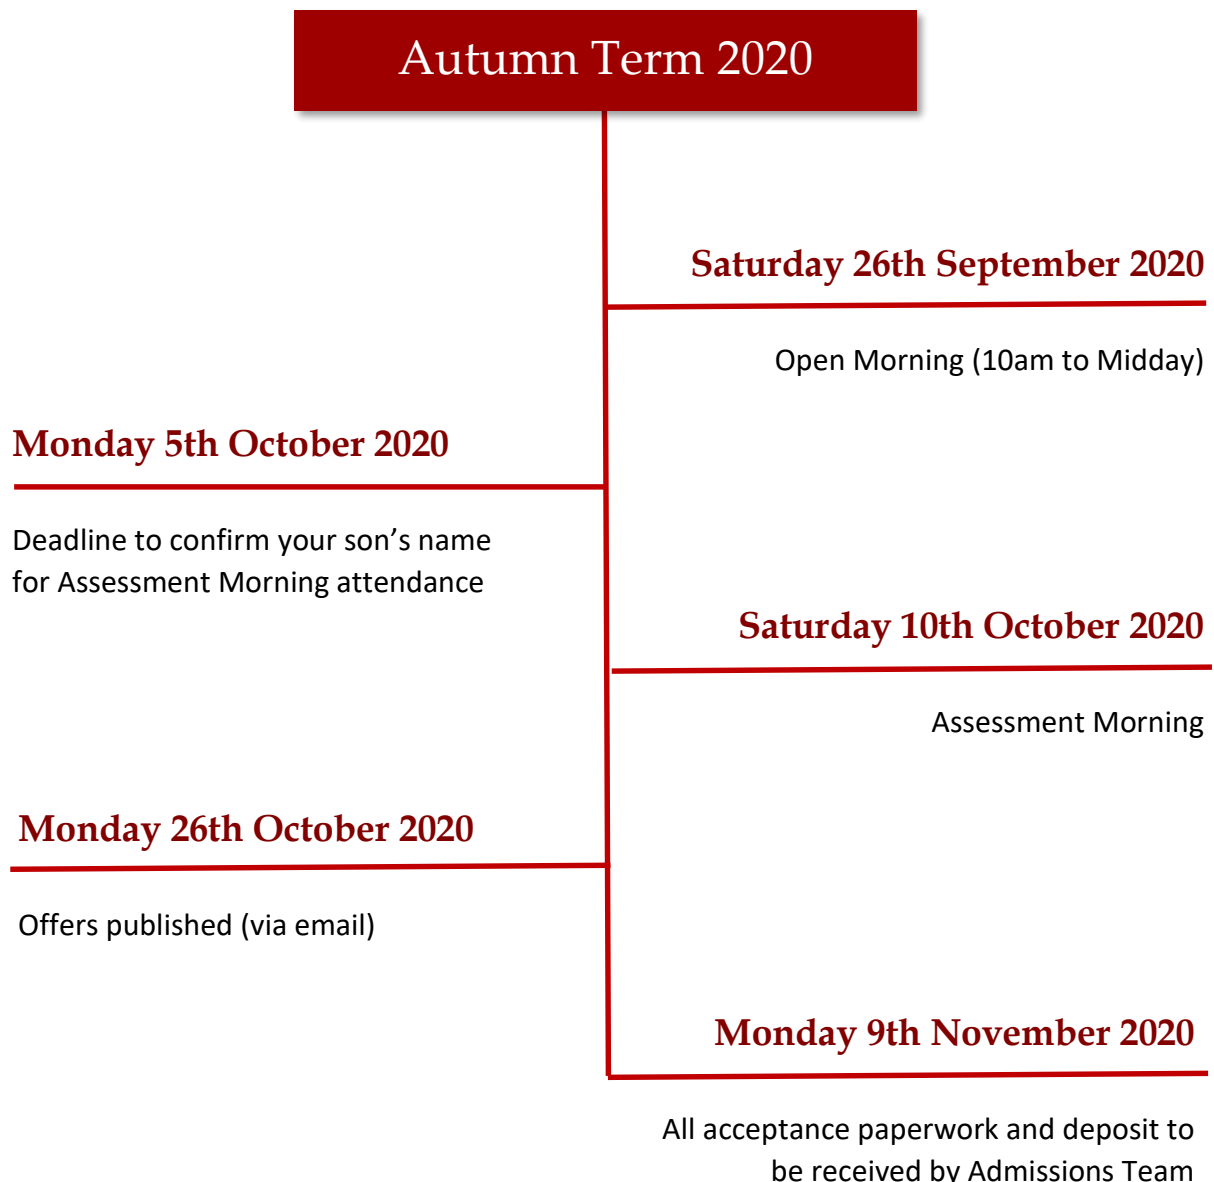 Autumn Term 2020
Saturday 26th September 2020
Open Morning (10am to Midday)
Monday 5th October 2020
Deadline to confirm your son’s name
for Assessment Morning attendance
Saturday 10th October 2020
Assessment Morning
Monday 26th October 2020
Offers published (via email)
Monday 9th November 2020
All acceptance paperwork and deposit to
be received by Admissions Team